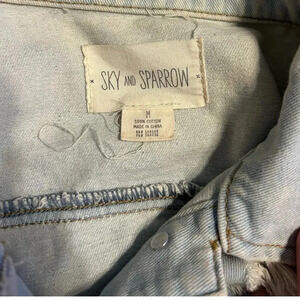 SKY AND SPARROW
M
100% COTTON
MADE IN CHINA